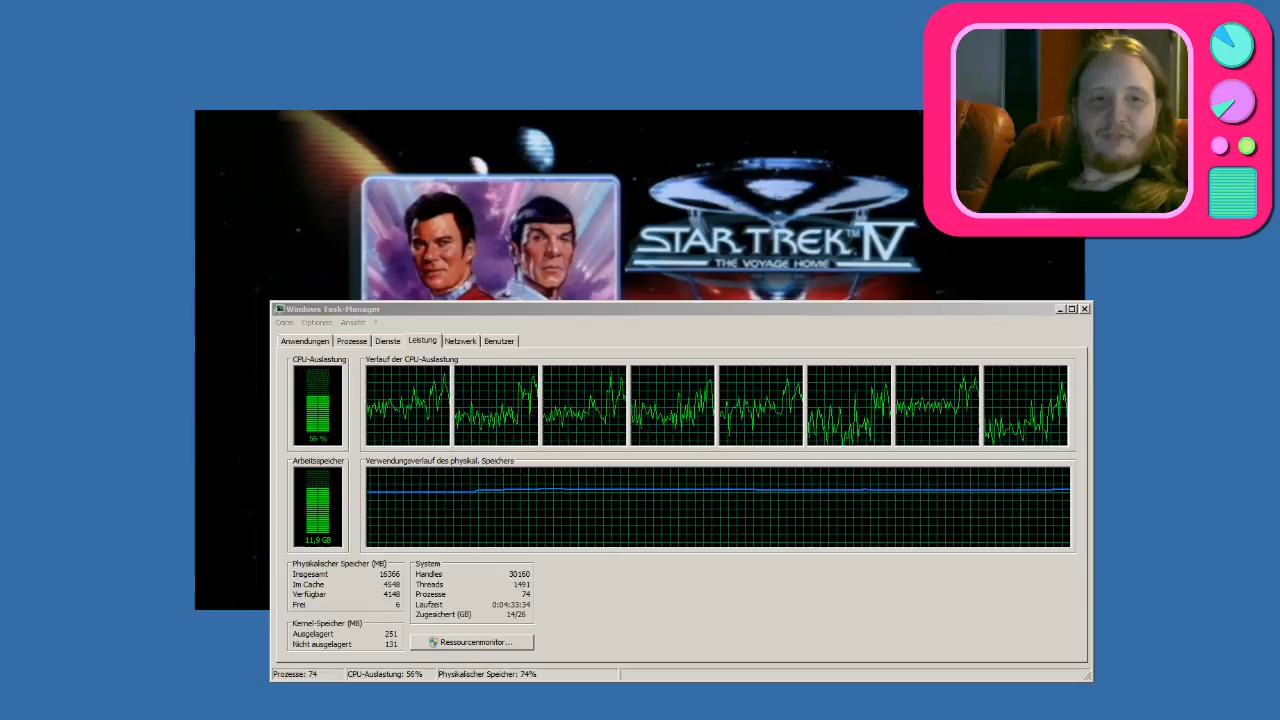 STAR TREK™ IV
THE VOYAGE HOME
Windows Task-Manager
Datei Optionen Ansicht ?
Anwendungen Prozesse Dienste Leistung Netzwerk Benutzer
CPU-Auslastung Verlauf der CPU-Auslastung
56 %
Arbeitsspeicher Verwendungsverlauf des physikal. Speichers
11,9 GB
Physikalischer Speicher (MB)
Insgesamt 16366
Im Cache 4548
Verfügbar 4148
Frei 6
Kernel-Speicher (MB)
Ausgelagert 251
Nicht ausgelagert 131
System
Handles 30160
Threads 1491
Prozesse 74
Laufzeit 0:04:33:34
Zugesichert (GB) 14/26
Ressourcenmonitor...
Prozesse: 74 CPU-Auslastung: 56% Physikalischer Speicher: 74%